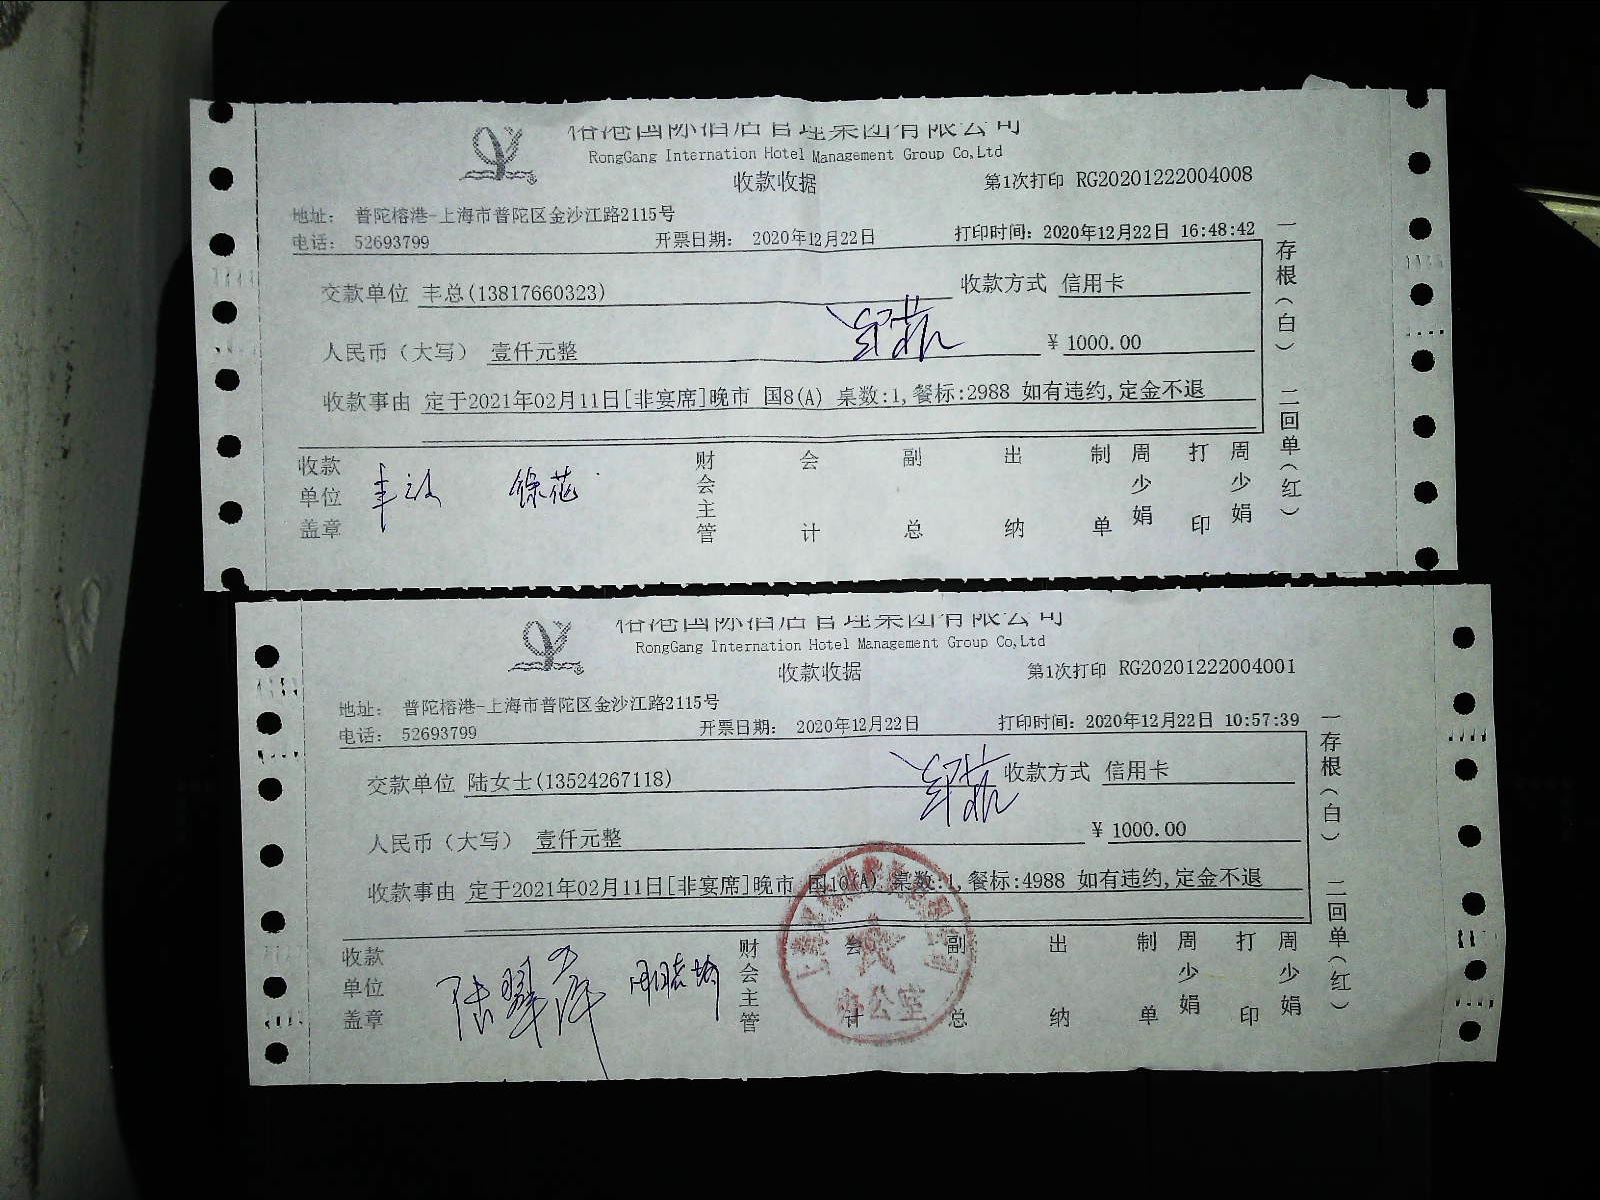 榕港国际酒店管理集团有限公司
RongGang Internation Hotel Management Group Co,Ltd
收款收据
第1次打印 RG20201222004008
地址： 普陀榕港-上海市普陀区金沙江路2115号
电话： 52693799
开票日期： 2020年12月22日
打印时间：2020年12月22日 16:48:42
交款单位 丰总(13817660323)
收款方式 信用卡
人民币（大写） 壹仟元整
¥ 1000.00
收款事由 定于2021年02月11日[非宴席]晚市 国8(A) 桌数:1,餐标:2988 如有违约,定金不退
收款单位盖章
财会主管
会计
副总
出纳
制单
周少娟
打印
周少娟
一存根（白） 二回单（红）
榕港国际酒店管理集团有限公司
RongGang Internation Hotel Management Group Co,Ltd
收款收据
第1次打印 RG20201222004001
地址： 普陀榕港-上海市普陀区金沙江路2115号
电话： 52693799
开票日期： 2020年12月22日
打印时间：2020年12月22日 10:57:39
交款单位 陆女士(13524267118)
收款方式 信用卡
人民币（大写） 壹仟元整
¥ 1000.00
收款事由 定于2021年02月11日[非宴席]晚市 国10(A) 桌数:1,餐标:4988 如有违约,定金不退
收款单位盖章
财会主管
会计
副总
出纳
制单
周少娟
打印
周少娟
办公室
一存根（白） 二回单（红）